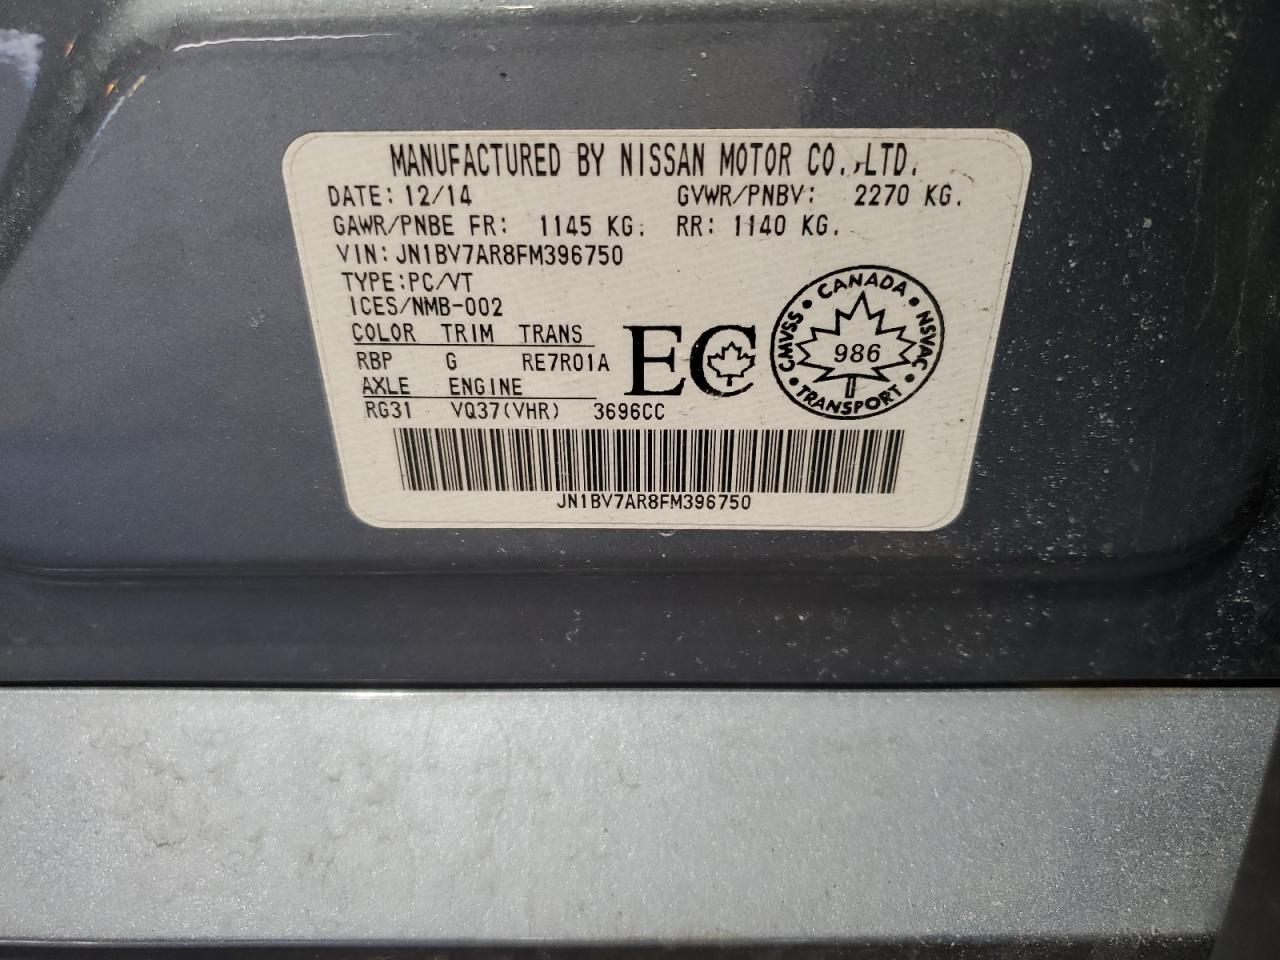 MANUFACTURED BY NISSAN MOTOR CO.,LTD.
DATE: 12/14 GVWR/PNBV: 2270 KG.
GAWR/PNBE FR: 1145 KG. RR: 1140 KG.
VIN: JN1BV7AR8FM396750
TYPE:PC/VT
ICES/NMB-002
COLOR TRIM TRANS
RBP G RE7R01A
AXLE ENGINE
RG31 VQ37(VHR) 3696CC
EC
CANADA • NSVAC • TRANSPORT • CMVSS •
986
JN1BV7AR8FM396750